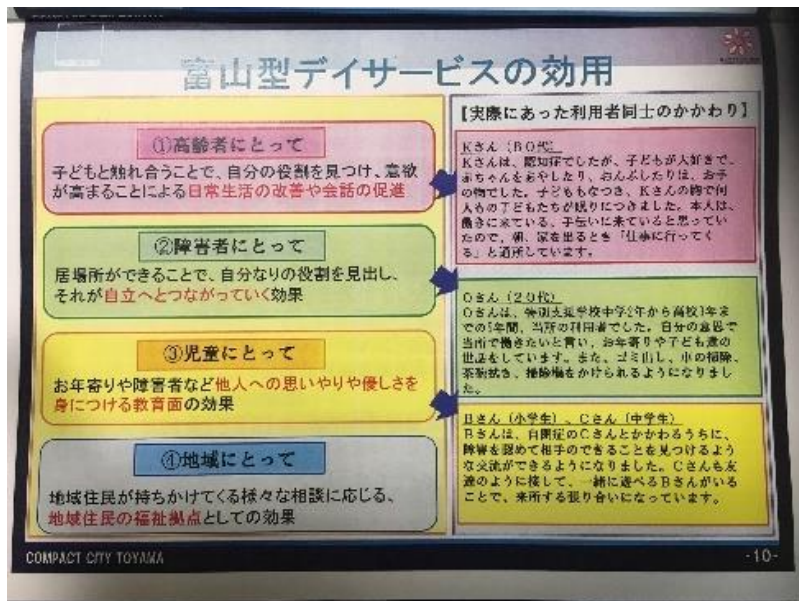 富山型デイサービスの効用
①高齢者にとって
子どもと触れ合うことで、自分の役割を見つけ、意欲
が高まることによる日常生活の改善や会話の促進
②障害者にとって
居場所ができることで、自分なりの役割を見出し、
それが自立へとつながっていく効果
③児童にとって
お年寄りや障害者など他人への思いやりや優しさを
身につける教育面の効果
④地域にとって
地域住民が持ちかけてくる様々な相談に応じる、
地域住民の福祉拠点としての効果
【実際にあった利用者同士のかかわり】
Kさん（80代）
Kさんは、認知症でしたが、子どもが大好きで、
赤ちゃんをあやしたり、おんぶしたりは、お手
の物でした。子どももなつき、Kさんの胸で何
人もの子どもたちが眠りにつきました。本人は、
働きに来ている、手伝いに来ていると思ってい
たので、朝、家を出るとき「仕事に行ってく
る」と通所しています。
Oさん（20代）
Oさんは、特別支援学校中学2年から高校3年ま
での5年間、当所の利用者でした。自分の意思で
当所で働きたいと言い、お年寄りや子ども達の
世話をしています。また、ゴミ出し、車の掃除、
茶碗拭き、掃除機をかけられるようになりまし
た。
Bさん（小学生）、Cさん（中学生）
Bさんは、自閉症のCさんとかかわるうちに、
障害を認めて相手のできることを見つけるよう
な交流ができるようになりました。Cさんも友
達のように接して、一緒に遊べるBさんがいる
ことで、来所する張り合いになっています。
COMPACT CITY TOYAMA
-10-